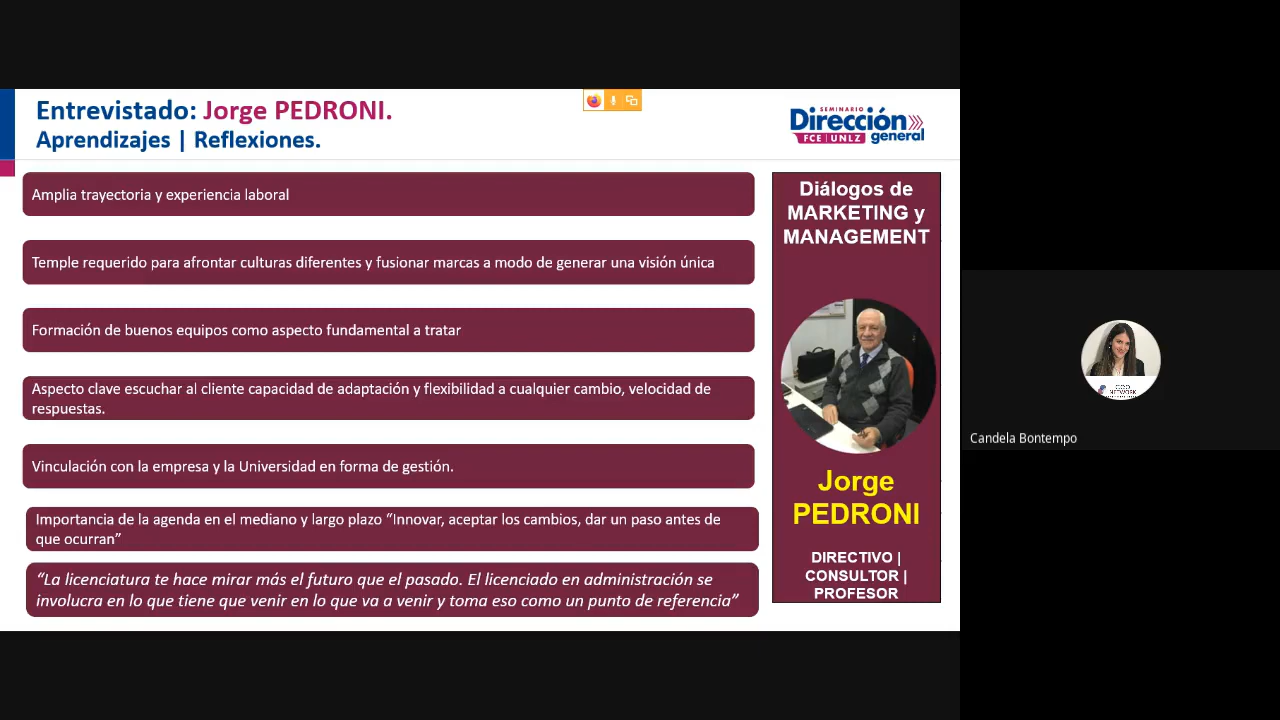 Entrevistado: Jorge PEDRONI.
Aprendizajes | Reflexiones.
SEMINARIO
Dirección
general
FCE | UNLZ
Amplia trayectoria y experiencia laboral
Temple requerido para afrontar culturas diferentes y fusionar marcas a modo de generar una visión única
Formación de buenos equipos como aspecto fundamental a tratar
Aspecto clave escuchar al cliente capacidad de adaptación y flexibilidad a cualquier cambio, velocidad de
respuestas.
Vinculación con la empresa y la Universidad en forma de gestión.
Importancia de la agenda en el mediano y largo plazo “Innovar, aceptar los cambios, dar un paso antes de
que ocurran”
“La licenciatura te hace mirar más el futuro que el pasado. El licenciado en administración se
involucra en lo que tiene que venir en lo que va a venir y toma eso como un punto de referencia”
Diálogos de
MARKETING y
MANAGEMENT
Jorge
PEDRONI
DIRECTIVO |
CONSULTOR |
PROFESOR
NETWORK
Candela Bontempo